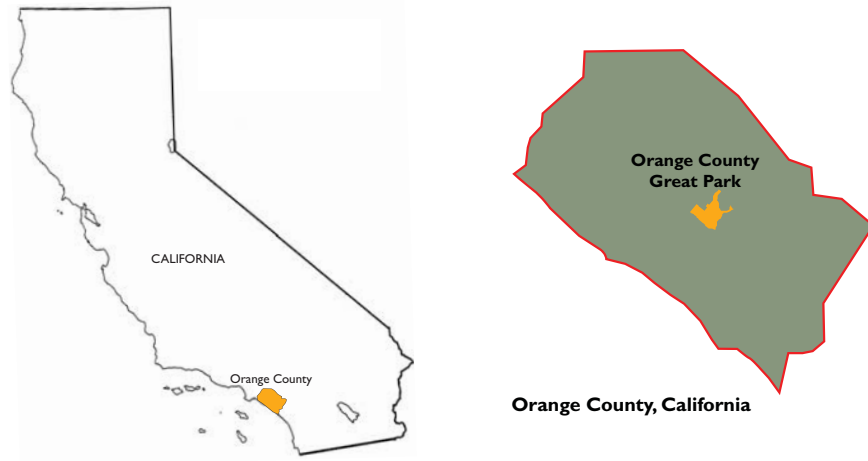 CALIFORNIA
Orange County
Orange County
Great Park
Orange County, California